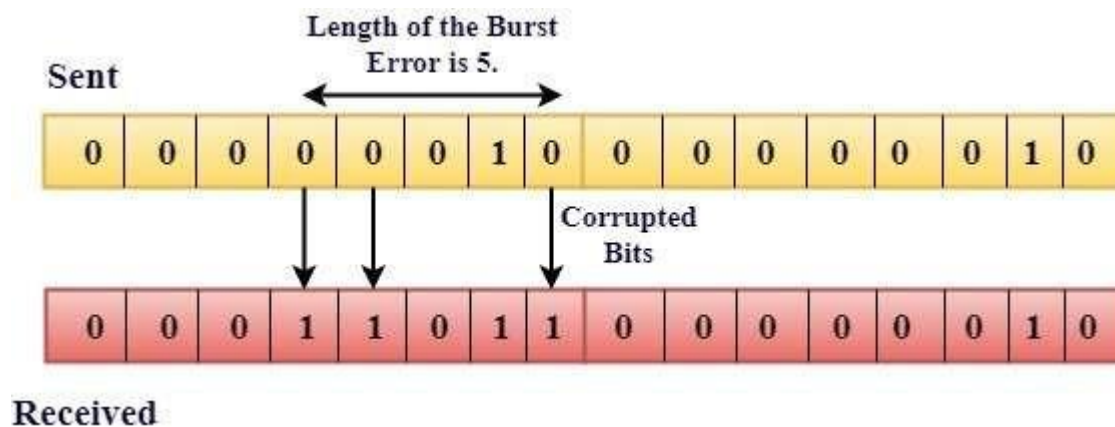 Length of the Burst
Error is 5.
Sent
0 0 0 0 0 0 1 0 0 0 0 0 0 1 0
Corrupted
Bits
0 0 0 1 1 0 1 1 0 0 0 0 0 0 1 0
Received